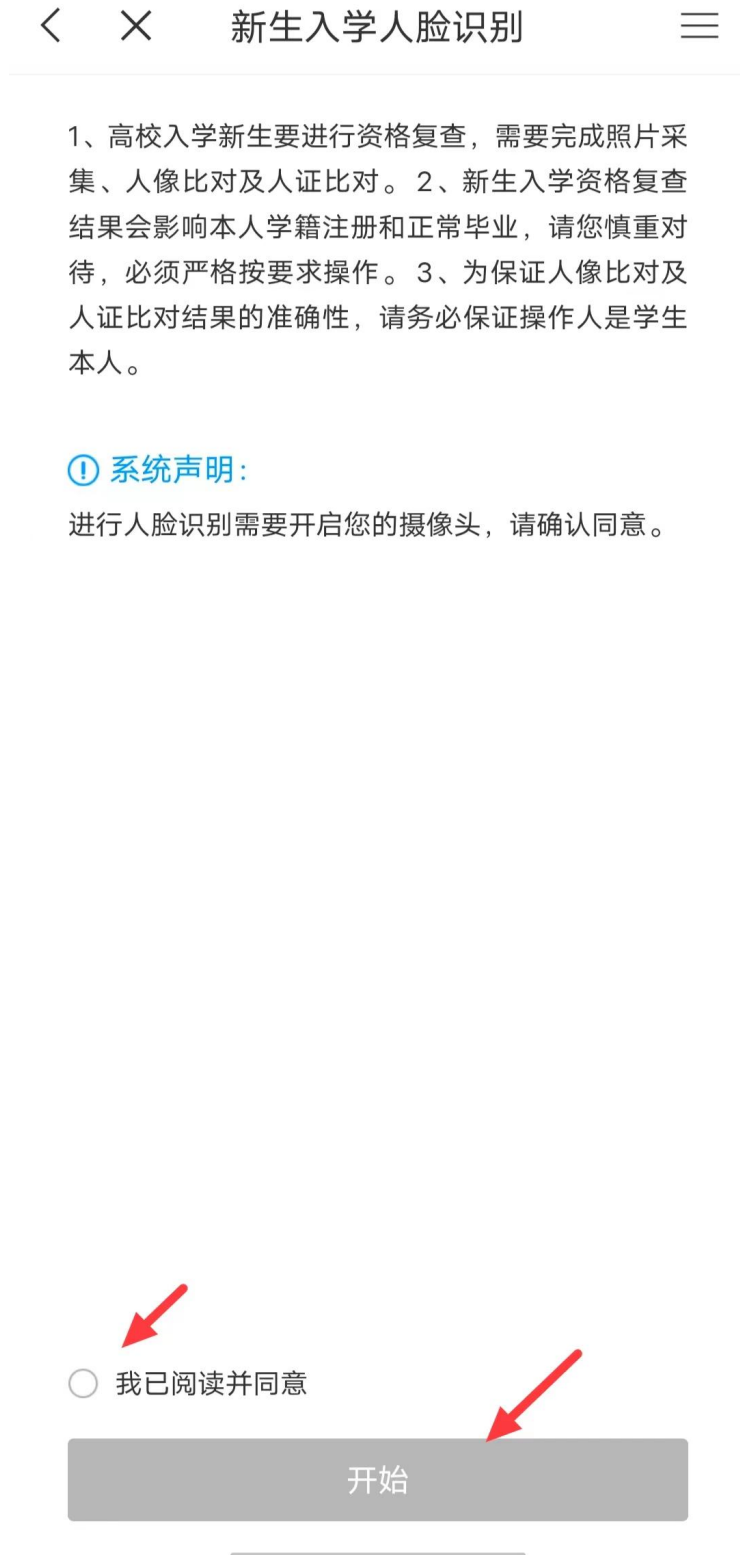 新生入学人脸识别
1、高校入学新生要进行资格复查，需要完成照片采
集、人像比对及人证比对。2、新生入学资格复查
结果会影响本人学籍注册和正常毕业，请您慎重对
待，必须严格按要求操作。3、为保证人像比对及
人证比对结果的准确性，请务必保证操作人是学生
本人。
系统声明：
进行人脸识别需要开启您的摄像头，请确认同意。
我已阅读并同意
开始